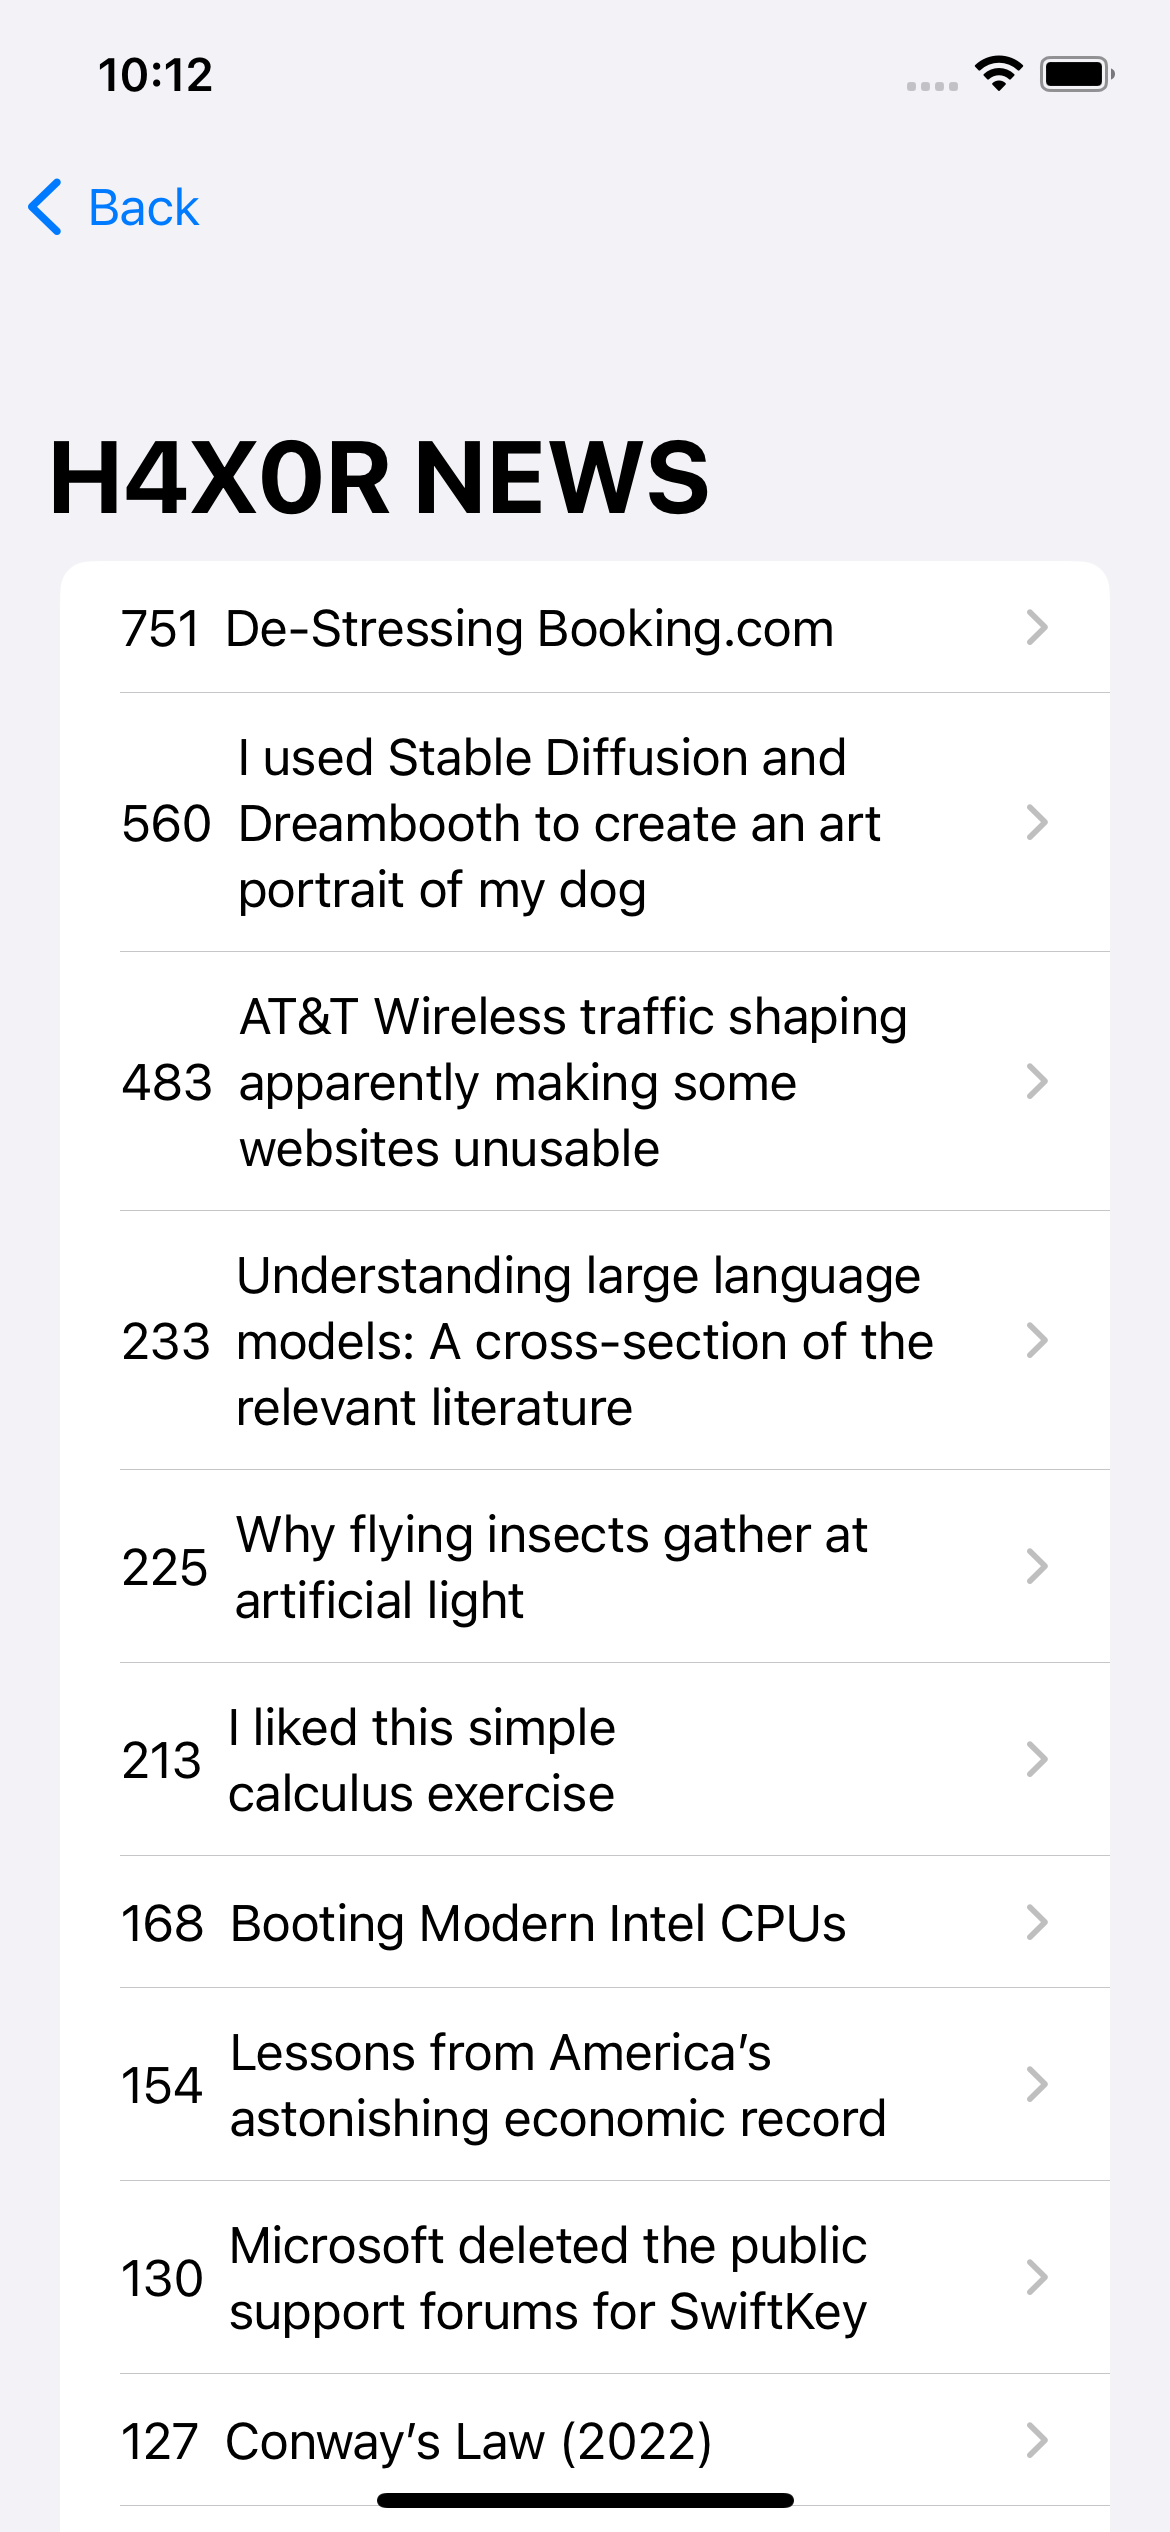 10:12
Back
H4X0R NEWS
751 De-Stressing Booking.com
I used Stable Diffusion and
560 Dreambooth to create an art
portrait of my dog
AT&T Wireless traffic shaping
483 apparently making some
websites unusable
Understanding large language
233 models: A cross-section of the
relevant literature
225
Why flying insects gather at
artificial light
213
I liked this simple
calculus exercise
168 Booting Modern Intel CPUs
154
Lessons from America’s
astonishing economic record
130
Microsoft deleted the public
support forums for SwiftKey
127 Conway’s Law (2022)